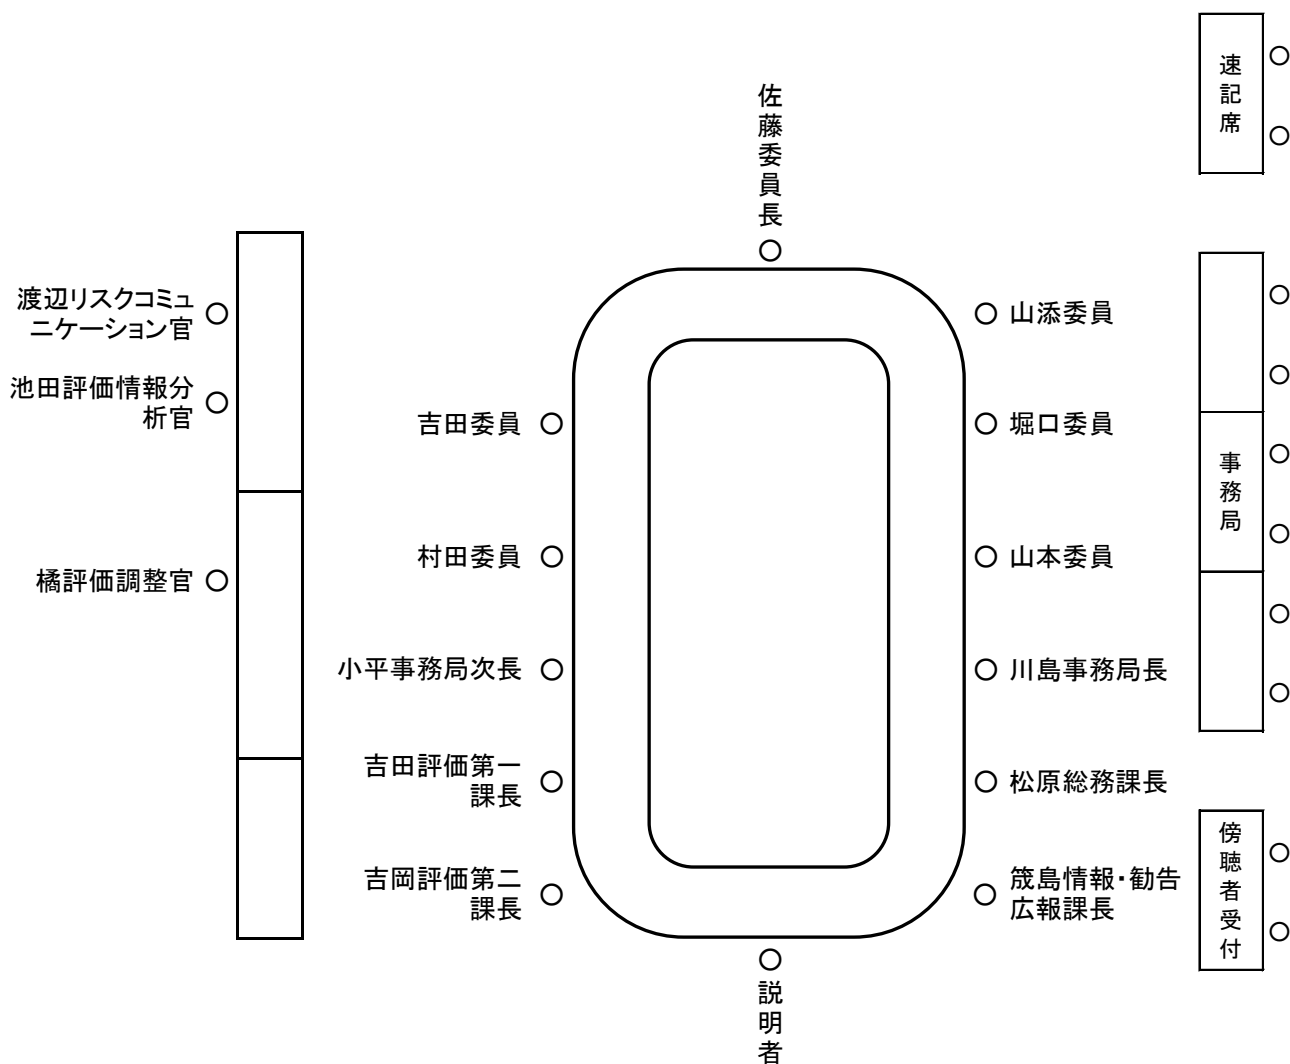 速記席
佐藤委員長
渡辺リスクコミュ
ニケーション官
山添委員
池田評価情報分
析官
吉田委員
堀口委員
事務局
村田委員
山本委員
橘評価調整官
小平事務局次長
川島事務局長
吉田評価第一
課長
松原総務課長
吉岡評価第二
課長
筬島情報・勧告
広報課長
傍聴者受付
説明者